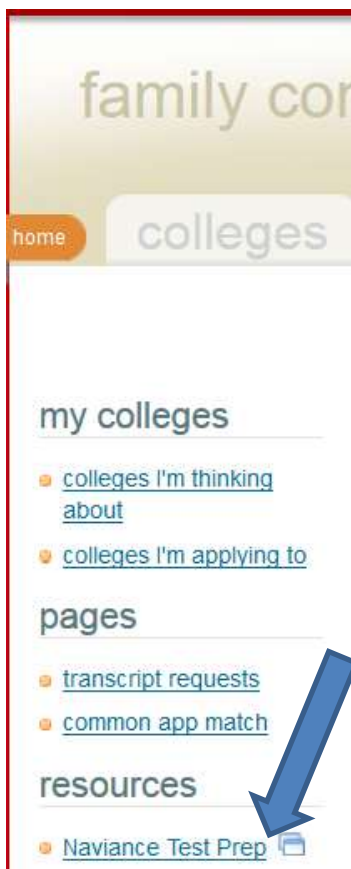 family co
home
colleges
my colleges
colleges I'm thinking
about
colleges I'm applying to
pages
transcript requests
common app match
resources
Naviance Test Prep